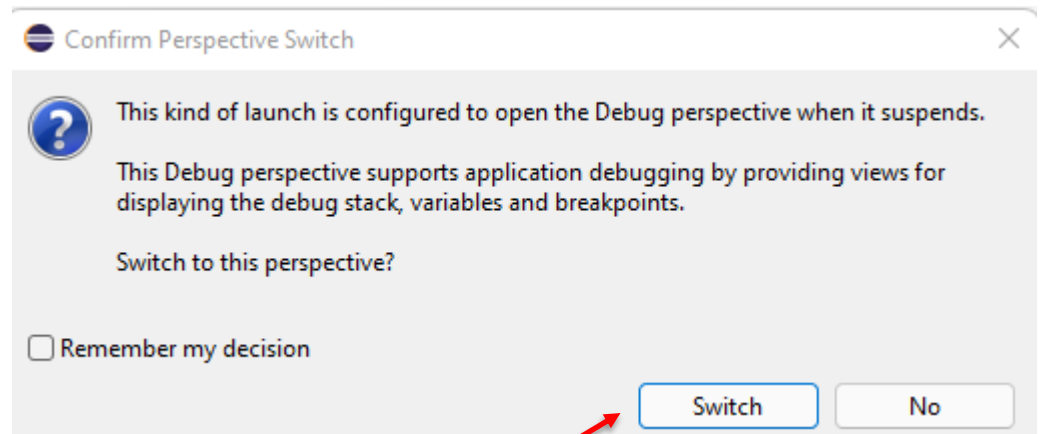 Confirm Perspective Switch
This kind of launch is configured to open the Debug perspective when it suspends.
This Debug perspective supports application debugging by providing views for
displaying the debug stack, variables and breakpoints.
Switch to this perspective?
Remember my decision
Switch
No